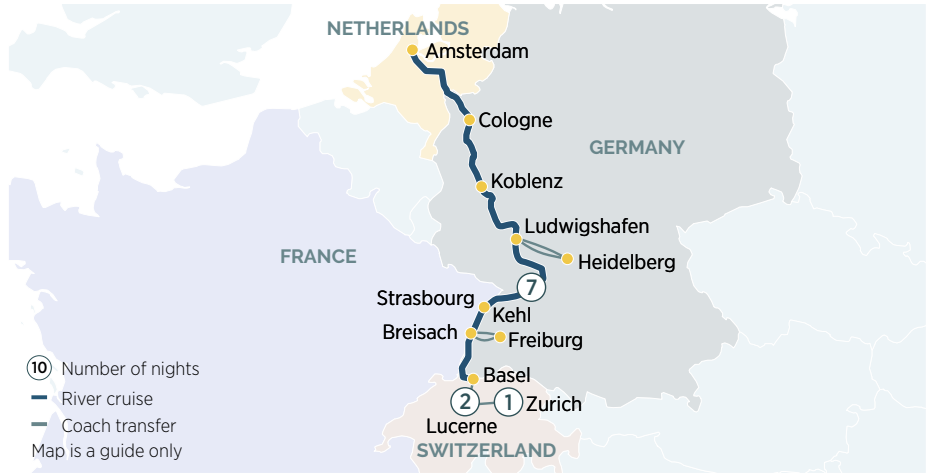 NETHERLANDS
Amsterdam
Cologne
GERMANY
Koblenz
Ludwigshafen
FRANCE
Heidelberg
7
Strasbourg
Kehl
Breisach
Freiburg
10 Number of nights
Basel
River cruise
2
1 Zurich
Coach transfer
Lucerne
Map is a guide only
SWITZERLAND